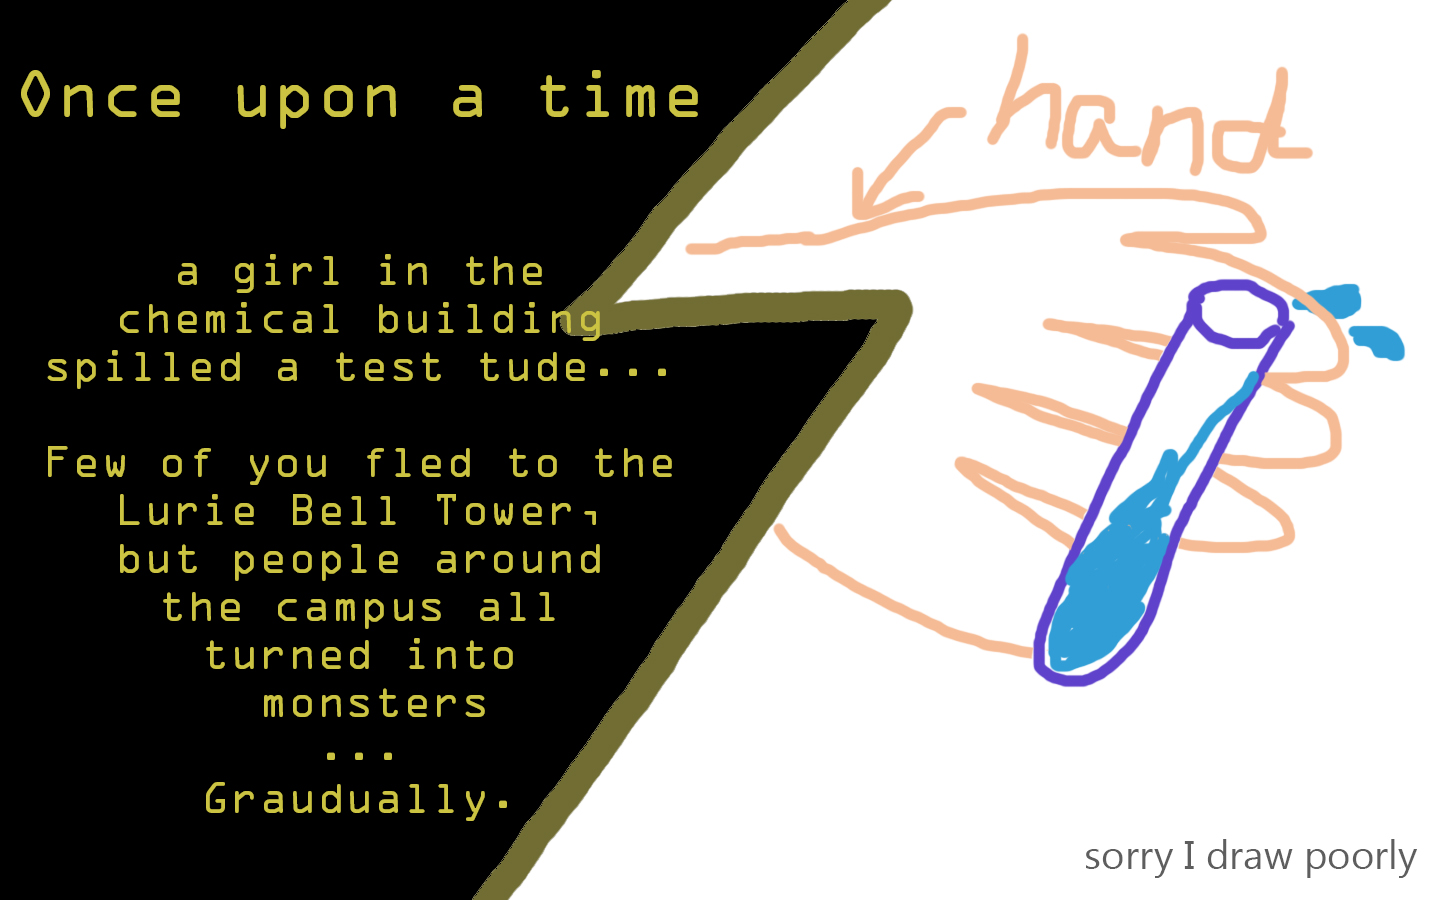 Once upon a time
a girl in the
chemical building
spilled a test tude...
Few of you fled to the
Lurie Bell Tower,
but people around
the campus all
turned into
monsters
...
Graudually.
hand
sorry I draw poorly